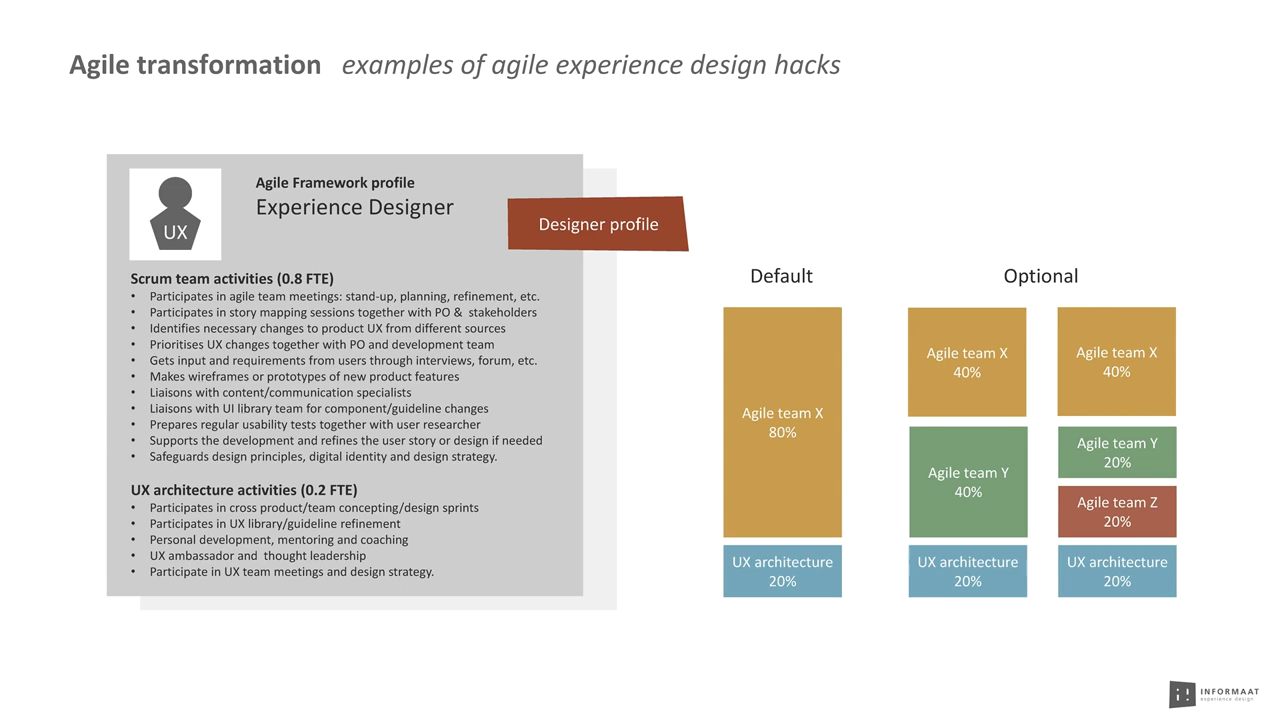 Agile transformation examples of agile experience design hacks
UX
Agile Framework profile
Experience Designer
Designer profile
Scrum team activities (0.8 FTE)
• Participates in agile team meetings: stand-up, planning, refinement, etc.
• Participates in story mapping sessions together with PO & stakeholders
• Identifies necessary changes to product UX from different sources
• Prioritises UX changes together with PO and development team
• Gets input and requirements from users through interviews, forum, etc.
• Makes wireframes or prototypes of new product features
• Liaisons with content/communication specialists
• Liaisons with UI library team for component/guideline changes
• Prepares regular usability tests together with user researcher
• Supports the development and refines the user story or design if needed
• Safeguards design principles, digital identity and design strategy.
UX architecture activities (0.2 FTE)
• Participates in cross product/team concepting/design sprints
• Participates in UX library/guideline refinement
• Personal development, mentoring and coaching
• UX ambassador and thought leadership
• Participate in UX team meetings and design strategy.
Default
Agile team X
80%
UX architecture
20%
Optional
Agile team X
40%
Agile team Y
40%
UX architecture
20%
Agile team X
40%
Agile team Y
20%
Agile team Z
20%
UX architecture
20%
INFORMAAT
experience design